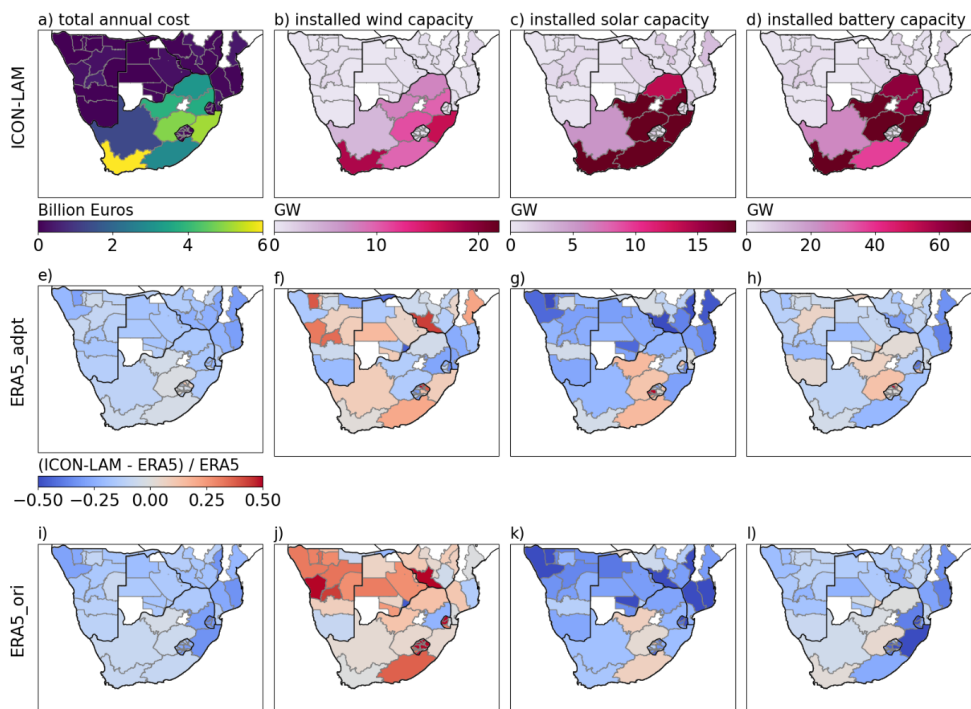 a) total annual cost
b) installed wind capacity
c) installed solar capacity
d) installed battery capacity
ICON-LAM
Billion Euros
GW
GW
GW
0 2 4 6
0 10 20
0 5 10 15
0 20 40 60
e)
f)
g)
h)
ERA5_adpt
(ICON-LAM - ERA5) / ERA5
−0.50 −0.25 0.00 0.25 0.50
i)
j)
k)
l)
ERA5_ori